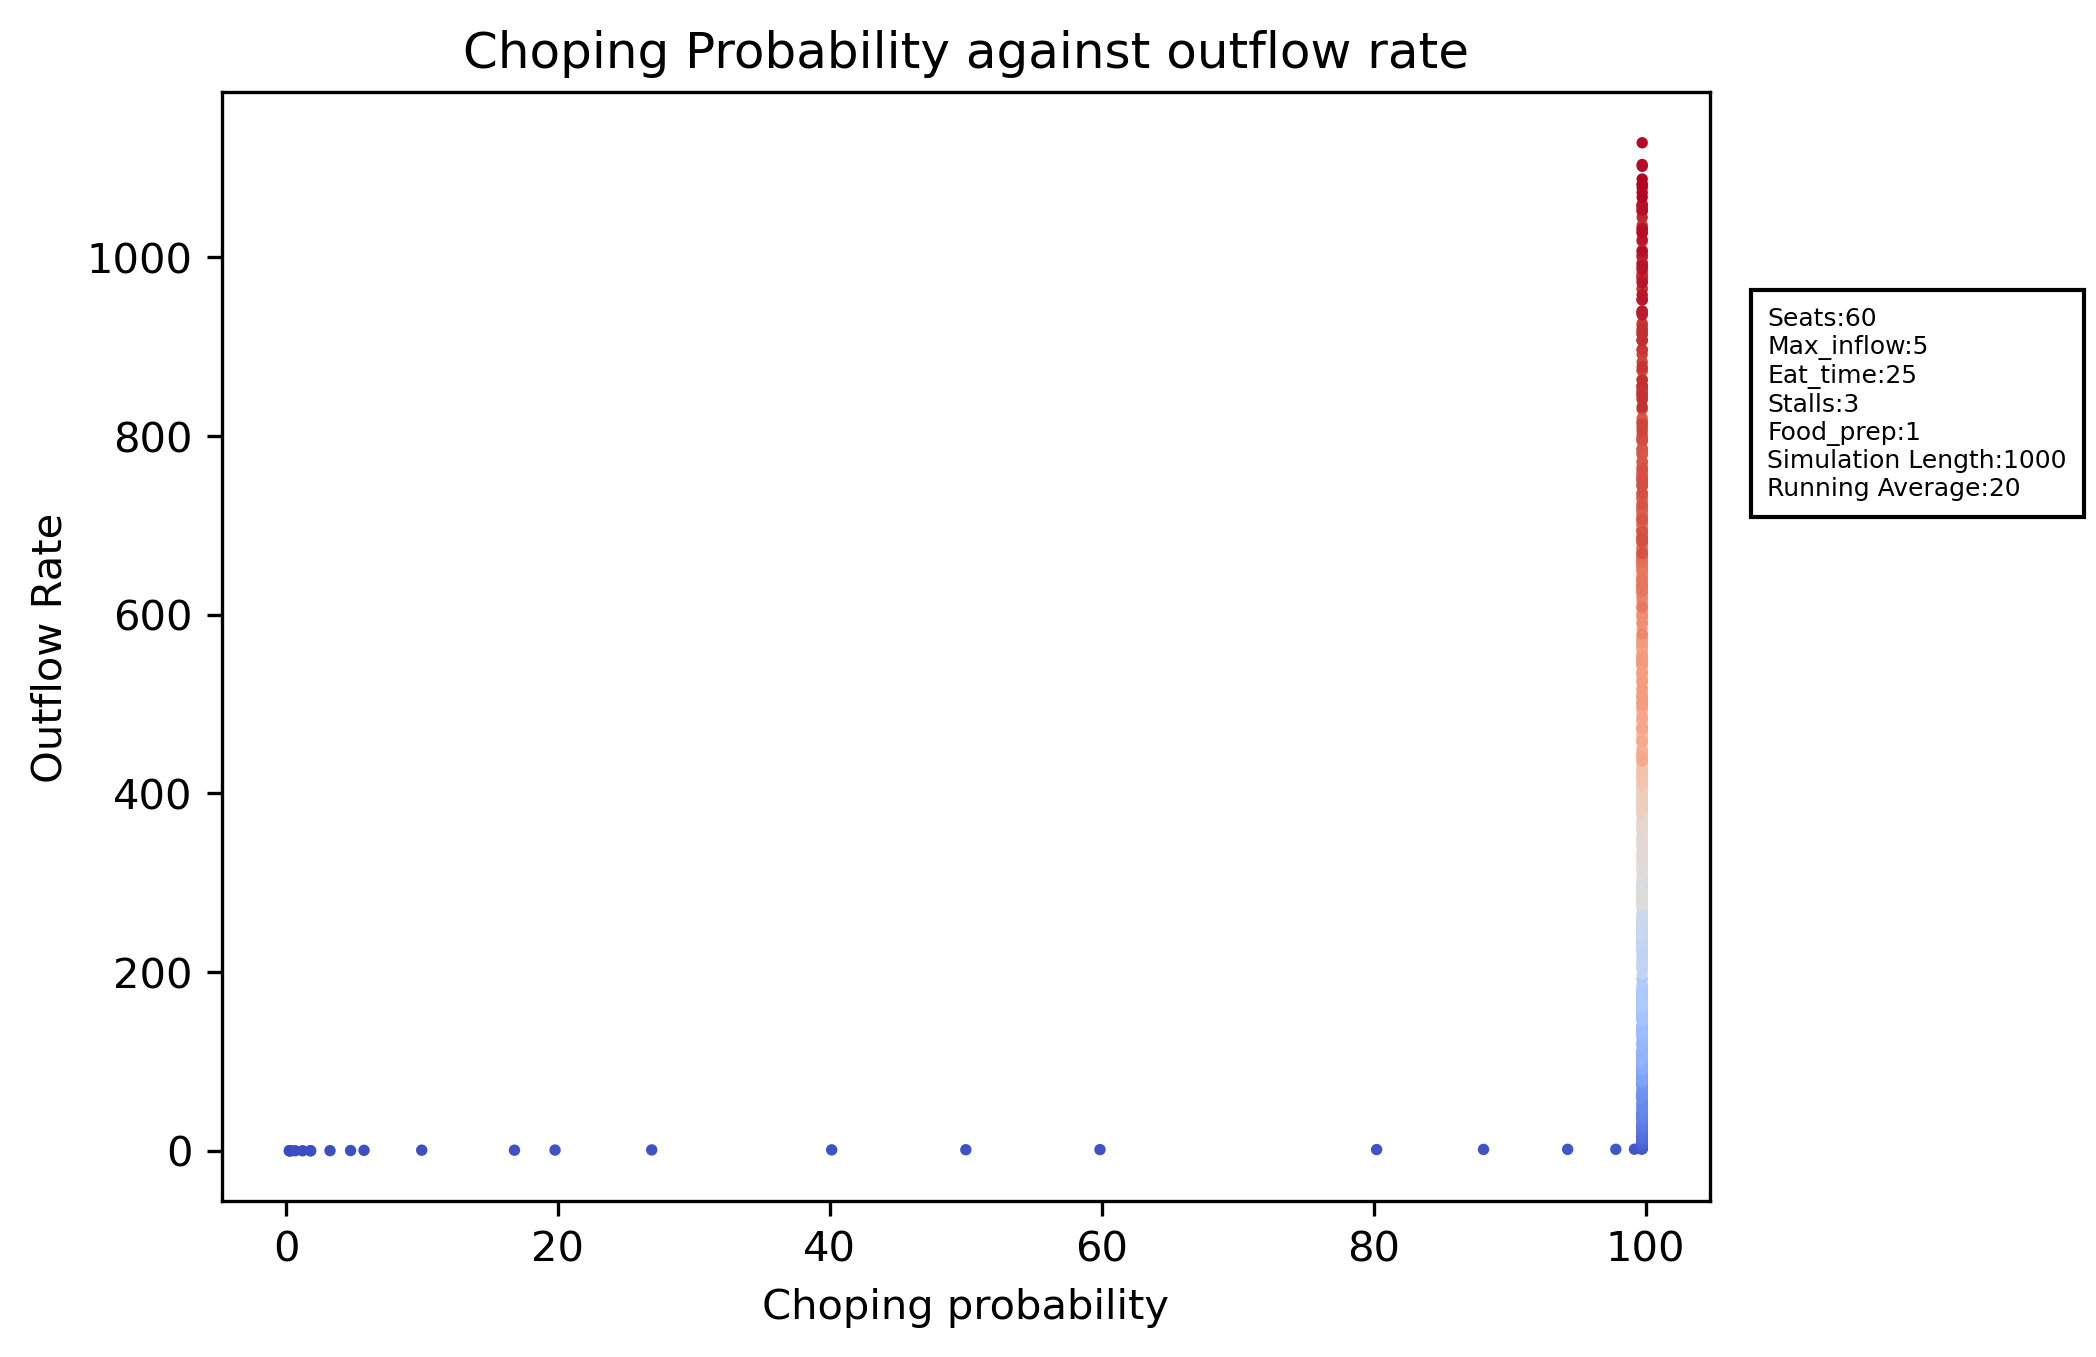 Choping Probability against outflow rate
Outflow Rate
1000
800
600
400
200
0
0 20 40 60 80 100
Choping probability
Seats:60
Max_inflow:5
Eat_time:25
Stalls:3
Food_prep:1
Simulation Length:1000
Running Average:20